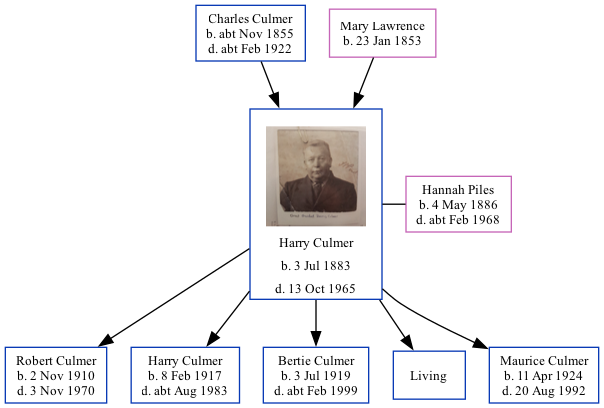 Charles Culmer
b. abt Nov 1855
d. abt Feb 1922
Mary Lawrence
b. 23 Jan 1853
Hannah Piles
b. 4 May 1886
d. abt Feb 1968
Harry Culmer
b. 3 Jul 1883
d. 13 Oct 1965
Robert Culmer
b. 2 Nov 1910
d. 3 Nov 1970
Harry Culmer
b. 8 Feb 1917
d. abt Aug 1983
Bertie Culmer
b. 3 Jul 1919
d. abt Feb 1999
Living
Maurice Culmer
b. 11 Apr 1924
d. 20 Aug 1992